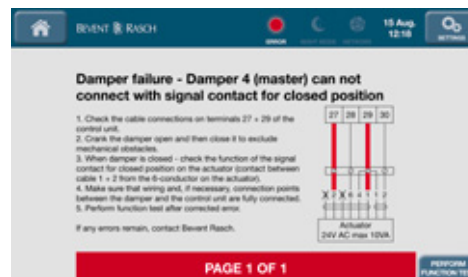 BEVENT RASCH
ERROR
NIGHT MODE
NETWORK
15 Aug.
12:18
SETTINGS
Damper failure - Damper 4 (master) can not
connect with signal contact for closed position
1. Check the cable connections on terminals 27 + 29 of the
control unit.
2. Crank the damper open and then close it to exclude
mechanical obstacles.
3. When damper is closed - check the function of the signal
contact for closed position on the actuator (contact between
cable 1 + 2 from the 6-conductor on the actuator).
4. Make sure that wiring and, if necessary, connection points
between the damper and the control unit are fully connected.
5. Perform function test after corrected error.
If any errors remain, contact Bevent Rasch.
27 28 29 30
Actuator
24V AC max 10VA
PAGE 1 OF 1
PERFORM
FUNCTION TE